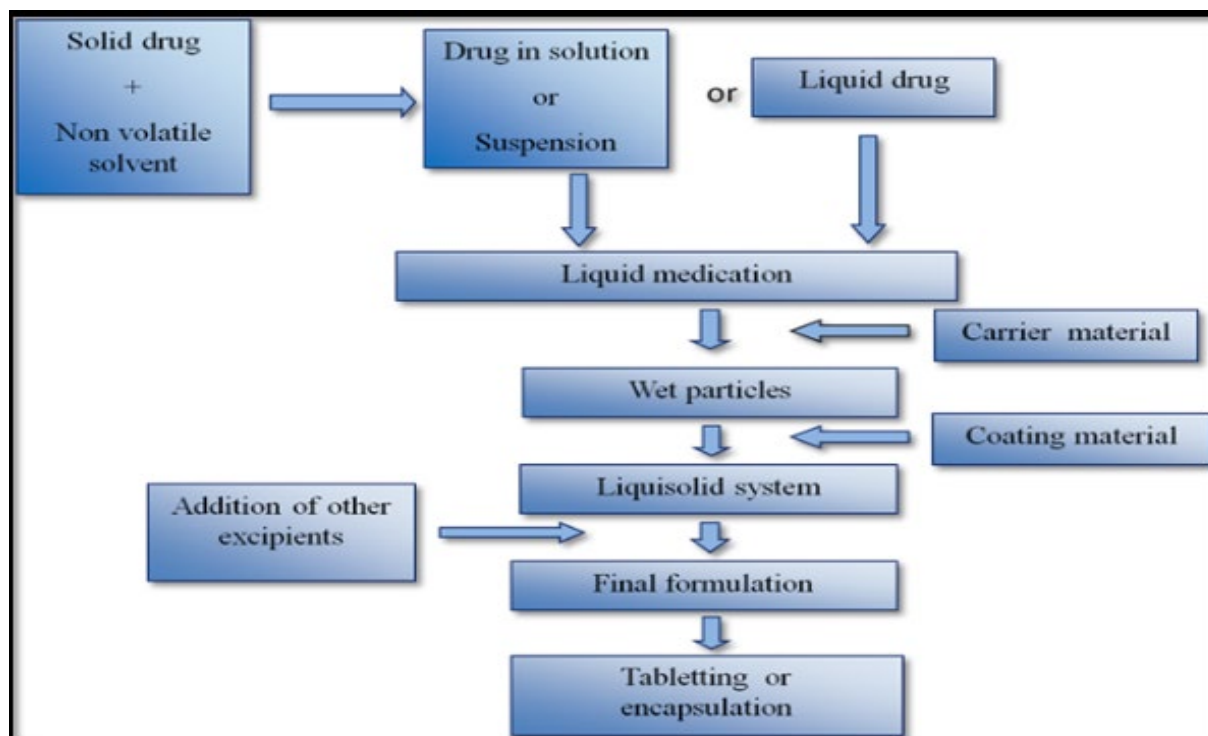 Solid drug
+
Non volatile
solvent
Drug in solution
or
Suspension
or
Liquid drug
Liquid medication
Carrier material
Wet particles
Coating material
Liquisolid system
Addition of other
excipients
Final formulation
Tabletting or
encapsulation